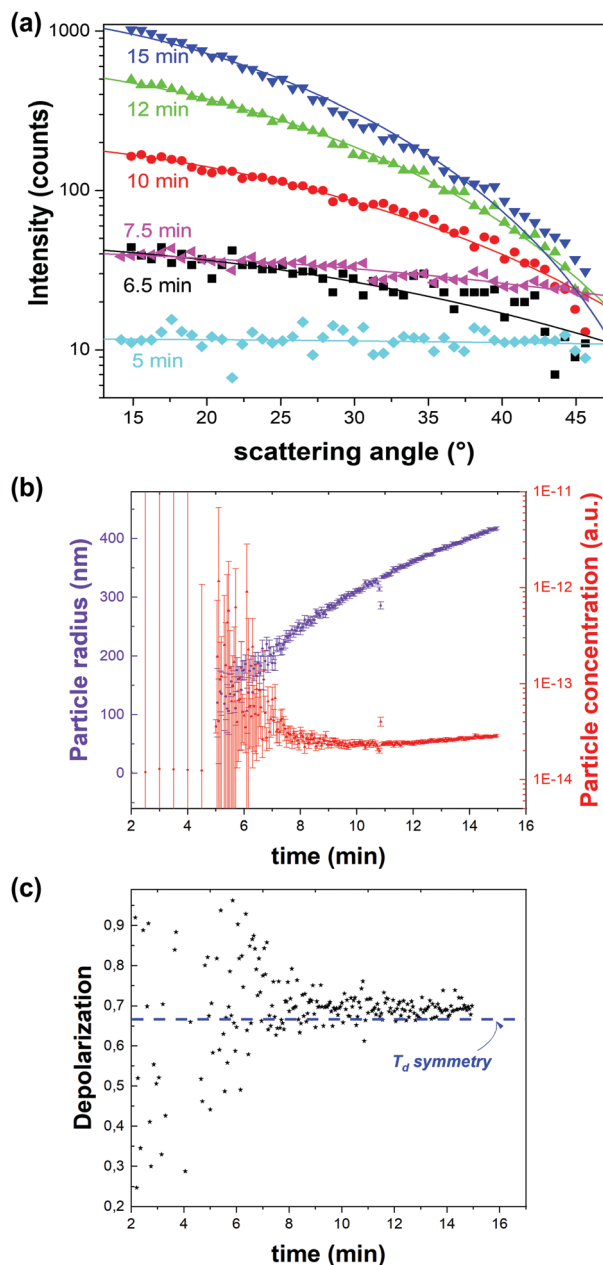 (a)
1000
100
10
Intensity (counts)
15 min
12 min
10 min
7.5 min
6.5 min
5 min
15 20 25 30 35 40 45
scattering angle (°)
(b)
400
300
200
100
0
Particle radius (nm)
1E-11
1E-12
1E-13
1E-14
Particle concentration (a.u.)
2 4 6 8 10 12 14 16
time (min)
(c)
0,9
0,8
0,7
0,6
0,5
0,4
0,3
0,2
Depolarization
Td symmetry
2 4 6 8 10 12 14 16
time (min)